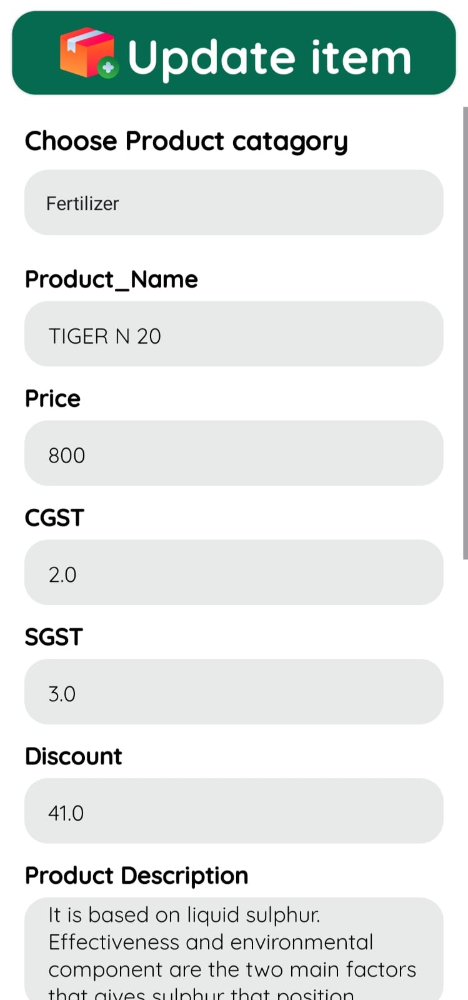 Update item
Choose Product catagory
Fertilizer
Product_Name
TIGER N 20
Price
800
CGST
2.0
SGST
3.0
Discount
41.0
Product Description
It is based on liquid sulphur.
Effectiveness and environmental
component are the two main factors
that gives sulphur that position